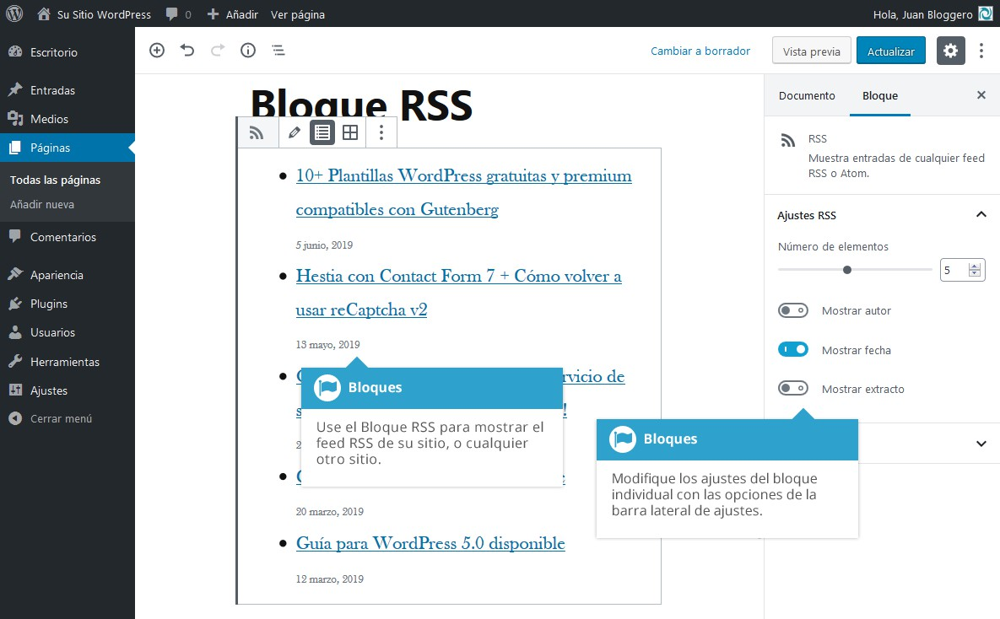 Su Sitio WordPress 0 Añadir Ver página Hola, Juan Bloggero
Escritorio
Entradas
Medios
Páginas
Todas las páginas
Añadir nueva
Comentarios
Apariencia
Plugins
Usuarios
Herramientas
Ajustes
Cerrar menú
Cambiar a borrador Vista previa Actualizar
Bloque RSS
10+ Plantillas WordPress gratuitas y premium
compatibles con Gutenberg
5 junio, 2019
Hestia con Contact Form 7 + Cómo volver a
usar reCaptcha v2
13 mayo, 2019
de
Bloques
Use el Bloque RSS para mostrar el
feed RSS de su sitio, o cualquier
otro sitio.
20 marzo, 2019
Guía para WordPress 5.0 disponible
12 marzo, 2019
Documento Bloque
RSS
Muestra entradas de cualquier feed
RSS o Atom.
Ajustes RSS
Número de elementos
5
Mostrar autor
Mostrar fecha
Mostrar extracto
Bloques
Modifique los ajustes del bloque
individual con las opciones de la
barra lateral de ajustes.